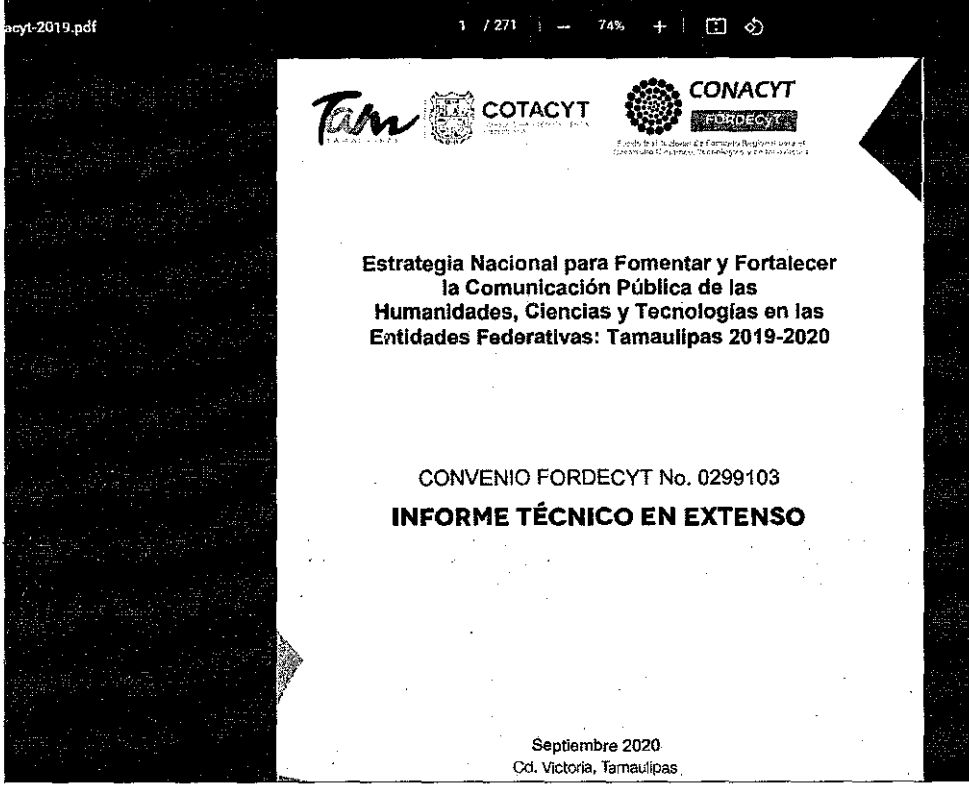 acyt-2019.pdf
1 / 271 | — 74% +
Tam
TAMAULIPAS
COTACYT
CONACYT
FORDECYT
Estrategia Nacional para Fomentar y Fortalecer
la Comunicación Pública de las
Humanidades, Ciencias y Tecnologías en las
Entidades Federativas: Tamaulipas 2019-2020
CONVENIO FORDECYT No. 0299103
INFORME TÉCNICO EN EXTENSO
Septiembre 2020
Cd. Victoria, Tamaulipas